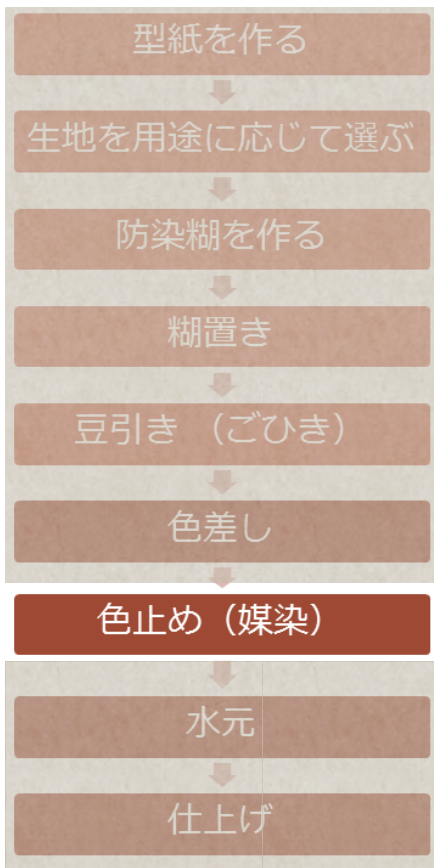 型紙を作る
生地を用途に応じて選ぶ
防染糊を作る
糊置き
豆引き （ごひき）
色差し
色止め（媒染）
水元
仕上げ